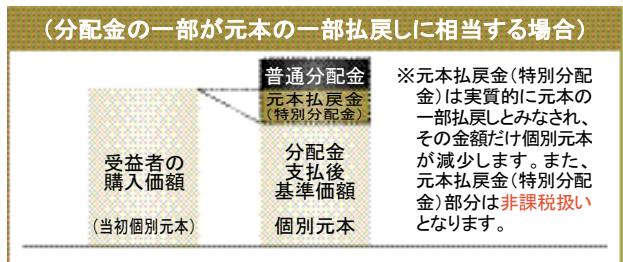 （分配金の一部が元本の一部払戻しに相当する場合）
普通分配金
元本払戻金
（特別分配金）
受益者の
購入価額
（当初個別元本）
分配金
支払後
基準価額
個別元本
※元本払戻金（特別分配
金）は実質的に元本の
一部払戻しとみなされ、
その金額だけ個別元本
が減少します。また、
元本払戻金（特別分配
金）部分は非課税扱い
となります。